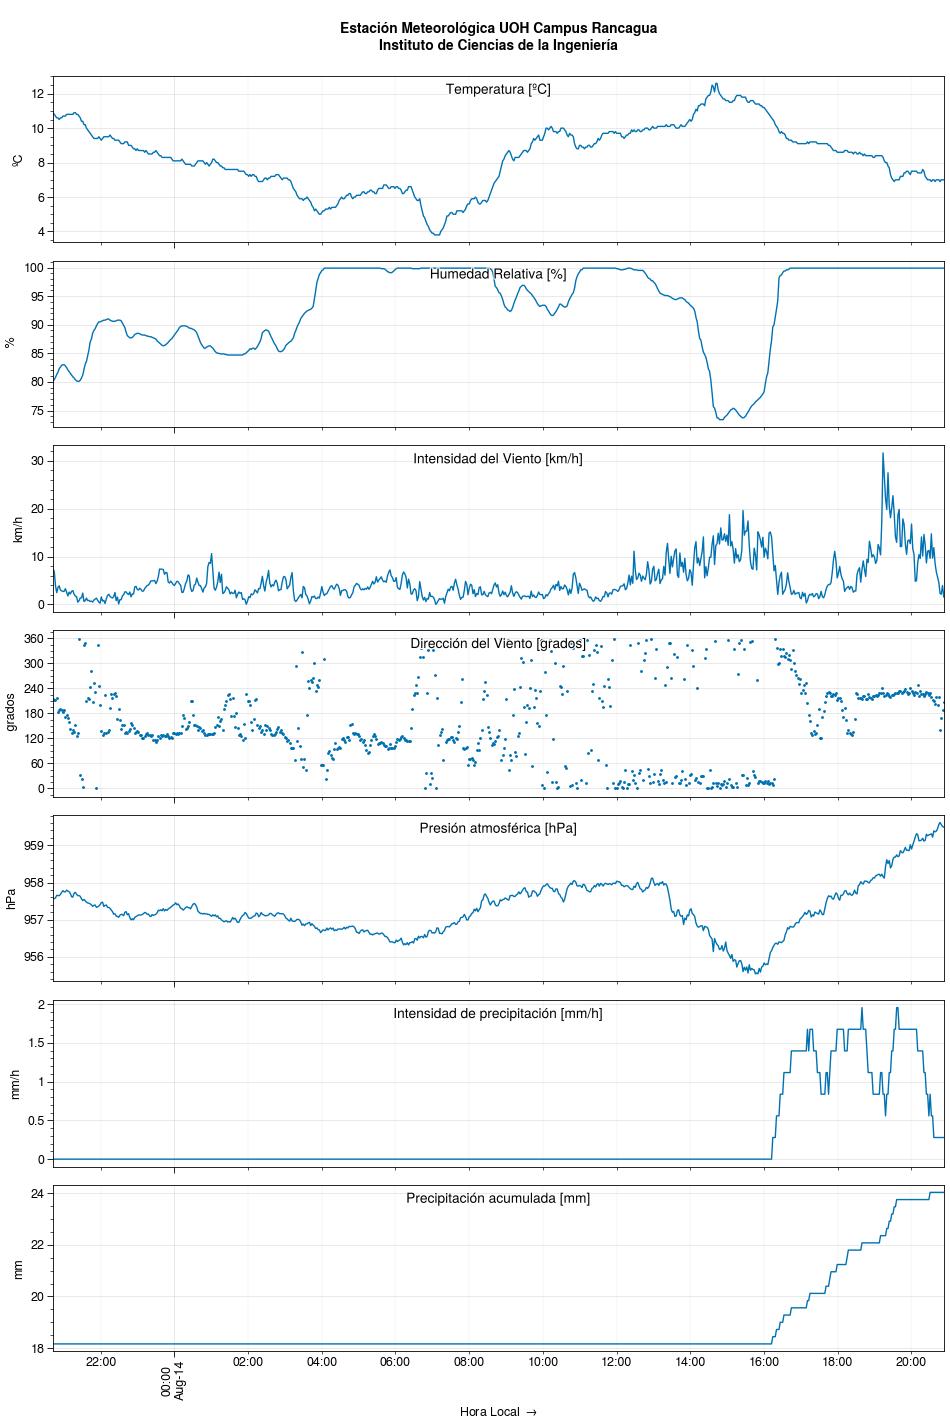 Estación Meteorológica UOH Campus Rancagua
Instituto de Ciencias de la Ingeniería
Temperatura [ºC]
ºC
12
10
8
6
4
Humedad Relativa [%]
%
100
95
90
85
80
75
Intensidad del Viento [km/h]
km/h
30
20
10
0
Dirección del Viento [grados]
grados
360
300
240
180
120
60
0
Presión atmosférica [hPa]
hPa
959
958
957
956
Intensidad de precipitación [mm/h]
mm/h
2
1.5
1
0.5
0
Precipitación acumulada [mm]
mm
24
22
20
18
22:00
00:00
Aug-14
02:00
04:00
06:00
08:00
10:00
12:00
14:00
16:00
18:00
20:00
Hora Local →